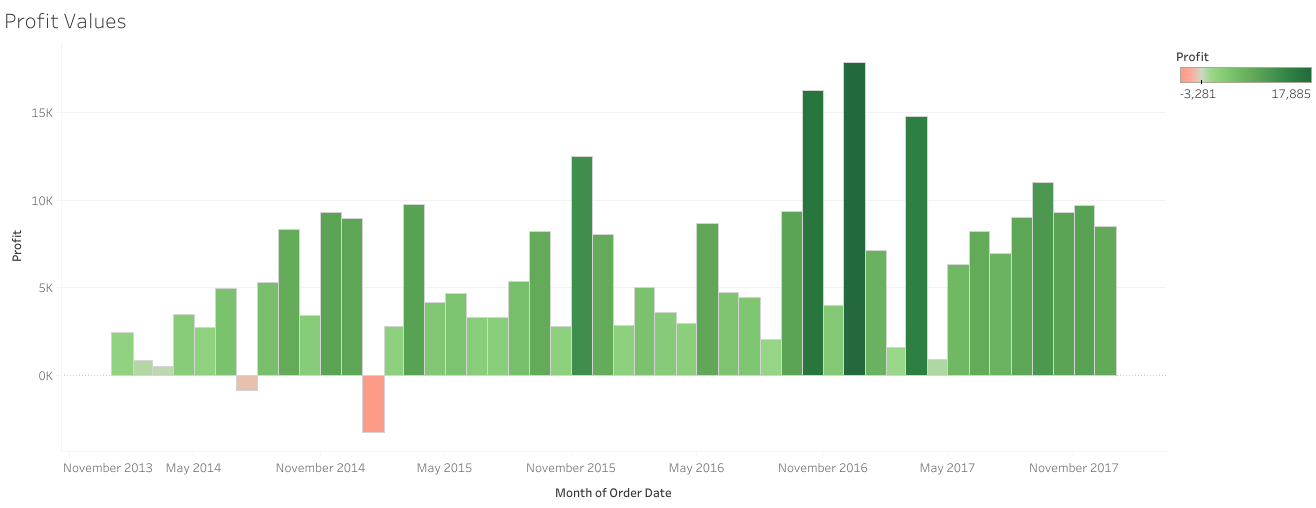 Profit Values
Profit
-3,281 17,885
15K
10K
5K
0K
Profit
November 2013 May 2014 November 2014 May 2015 November 2015 May 2016 November 2016 May 2017 November 2017
Month of Order Date